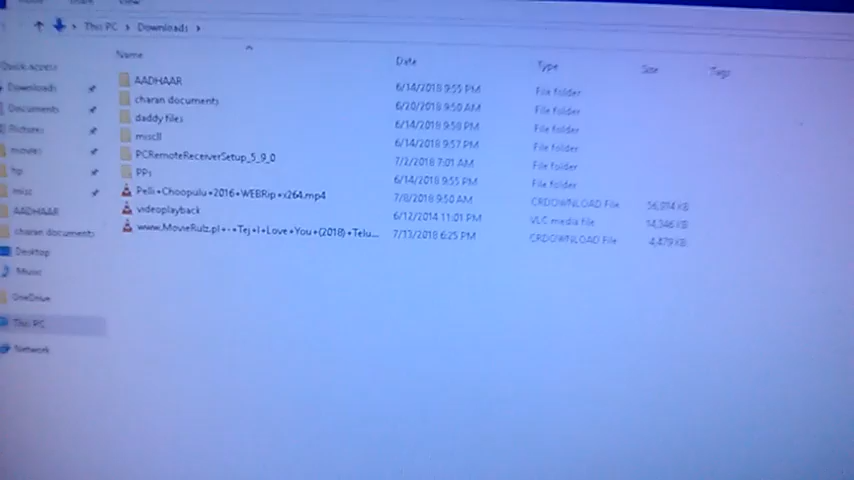 This PC > Downloads >
Name Date Type Size Tags
Quick access
Downloads
Documents
Pictures
movies
hp
misc
AADHAAR
charan documents
Desktop
Music
OneDrive
This PC
Network
AADHAAR 6/14/2018 9:55 PM File folder
charan documents 6/20/2018 9:50 AM File folder
daddy files 6/14/2018 9:58 PM File folder
miscll 6/14/2018 9:57 PM File folder
PCRemoteReceiverSetup_5_9_0 7/2/2018 7:01 AM File folder
PPs 6/14/2018 9:55 PM File folder
Pelli+Choopulu+2016+WEBRip+x264.mp4 7/8/2018 9:50 AM CRDOWNLOAD File 56,914 KB
videoplayback 6/12/2014 11:01 PM VLC media file 14,346 KB
www.MovieRulz.pl+-+Tej+I+Love+You+(2018)+Telu... 7/13/2018 6:25 PM CRDOWNLOAD File 4,479 KB